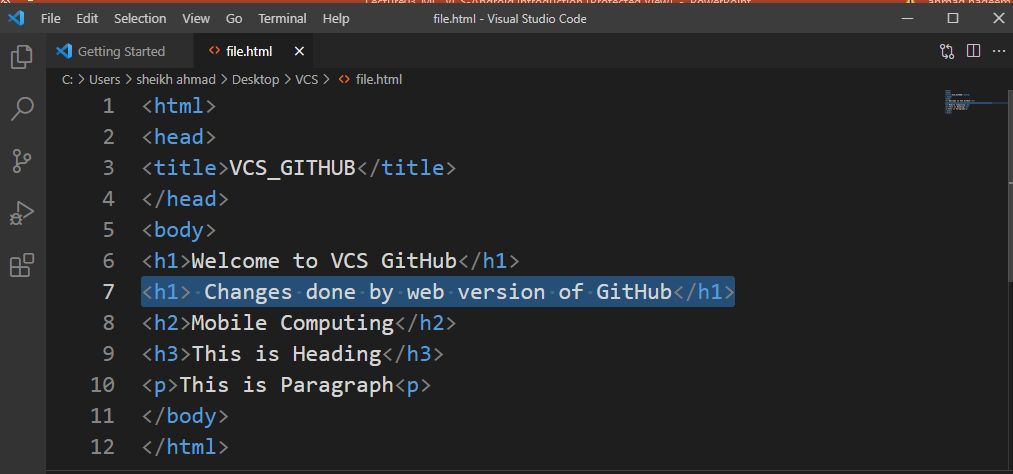 File Edit Selection View Go Terminal Help file.html - Visual Studio Code
Getting Started file.html
C: > Users > sheikh ahmad > Desktop > VCS > file.html
1 <html>
2 <head>
3 <title>VCS_GITHUB</title>
4 </head>
5 <body>
6 <h1>Welcome to VCS GitHub</h1>
7 <h1> Changes done by web version of GitHub</h1>
8 <h2>Mobile Computing</h2>
9 <h3>This is Heading</h3>
10 <p>This is Paragraph<p>
11 </body>
12 </html>